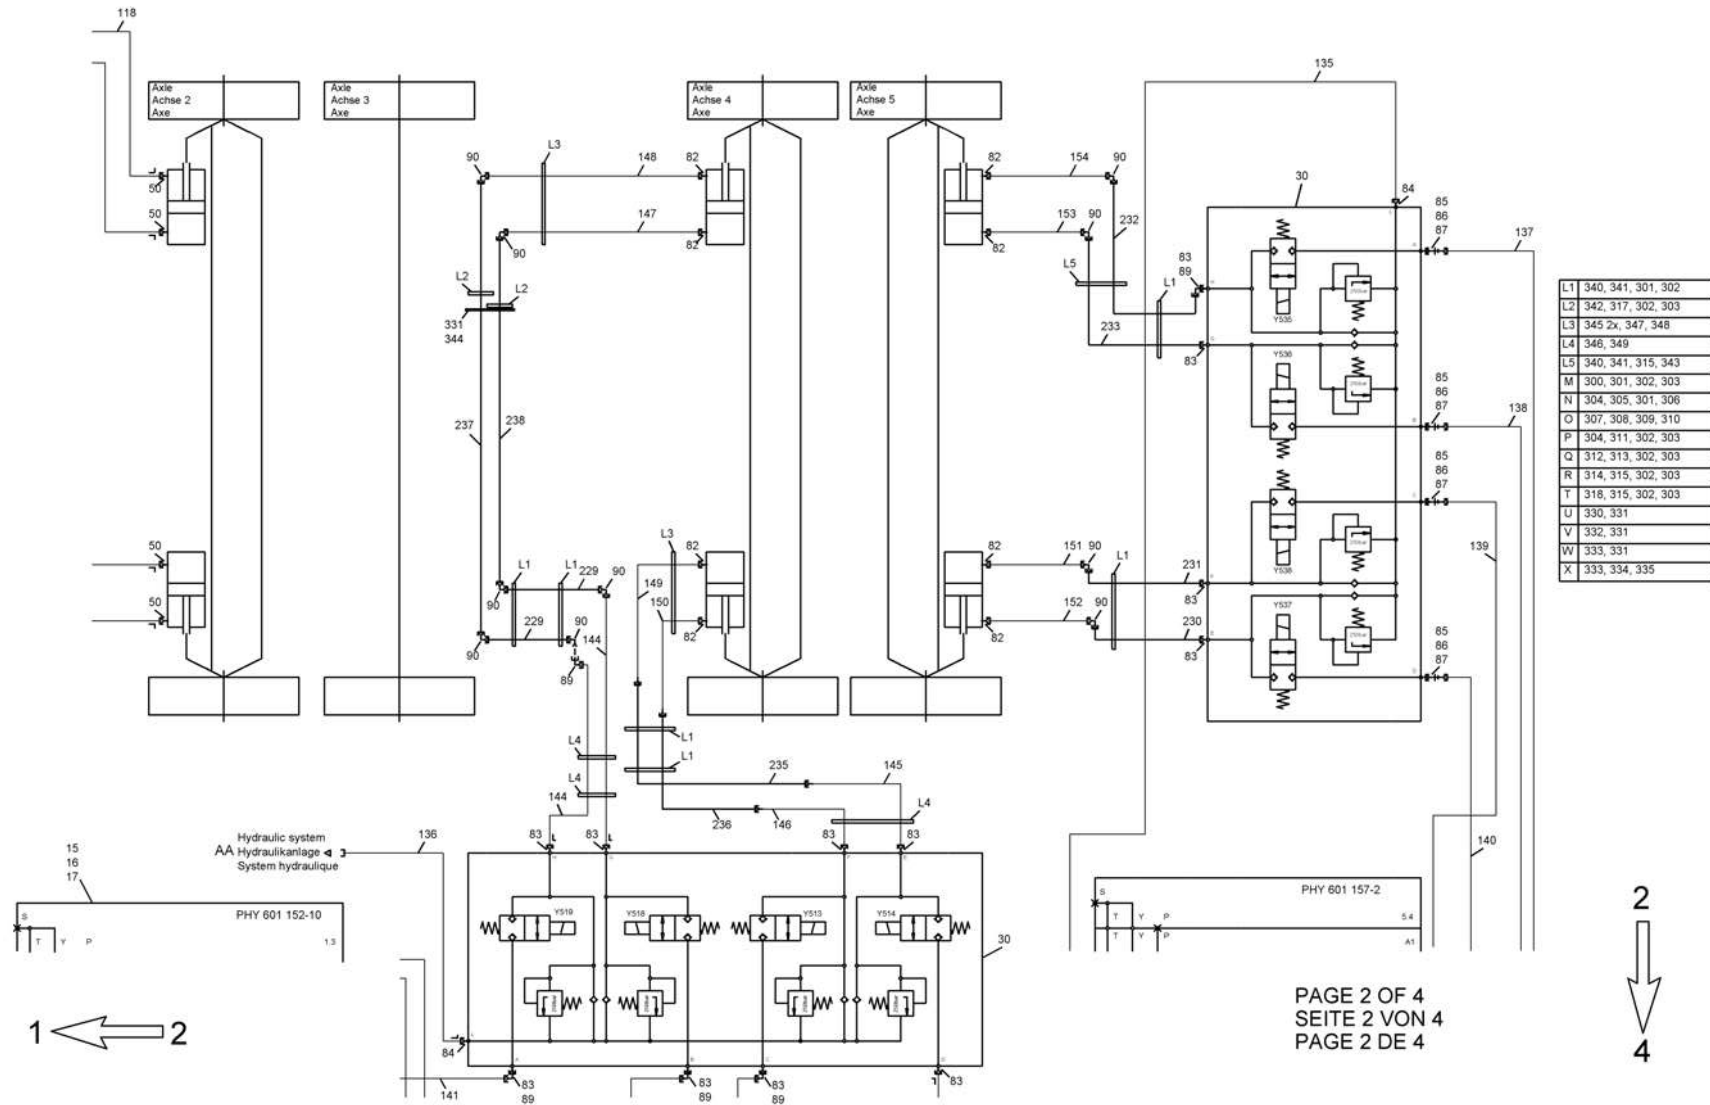 118
Axle
Achse 2
Axe
Axle
Achse 3
Axe
Axle
Achse 4
Axe
Axle
Achse 5
Axe
135
50
50
90
L3
148
82
147
82
90
L2
L2
331
344
237
238
82
154
90
153
90
232
82
L5
L1
83
89
233
83
30
84
85
86
87
137
Y535
Y536
85
86
87
138
85
86
87
139
Y538
Y537
85
86
87
140
L1 340, 341, 301, 302
L2 342, 317, 302, 303
L3 345 2x, 347, 348
L4 346, 349
L5 340, 341, 315, 343
M 300, 301, 302, 303
N 304, 305, 301, 306
O 307, 308, 309, 310
P 304, 311, 302, 303
Q 312, 313, 302, 303
R 314, 315, 302, 303
T 318, 315, 302, 303
U 330, 331
V 332, 331
W 333, 331
X 333, 334, 335
50
50
L1
L1
229
90
90
229
90
144
90
89
L3
82
149
150
82
82
151
90
L1
231
83
82
152
90
230
83
L4
L4
144
L1
L1
235
145
236
146
L4
83
83
83
83
Hydraulic system
AA Hydraulikanlage
System hydraulique
136
15
16
17
PHY 601 152-10
S
T Y P
1.3
Y519
Y518
Y513
Y514
30
84
141
83
89
83
89
83
89
83
PHY 601 157-2
S
T Y P
5.4
T Y P
A1
1
2
PAGE 2 OF 4
SEITE 2 VON 4
PAGE 2 DE 4
2
4